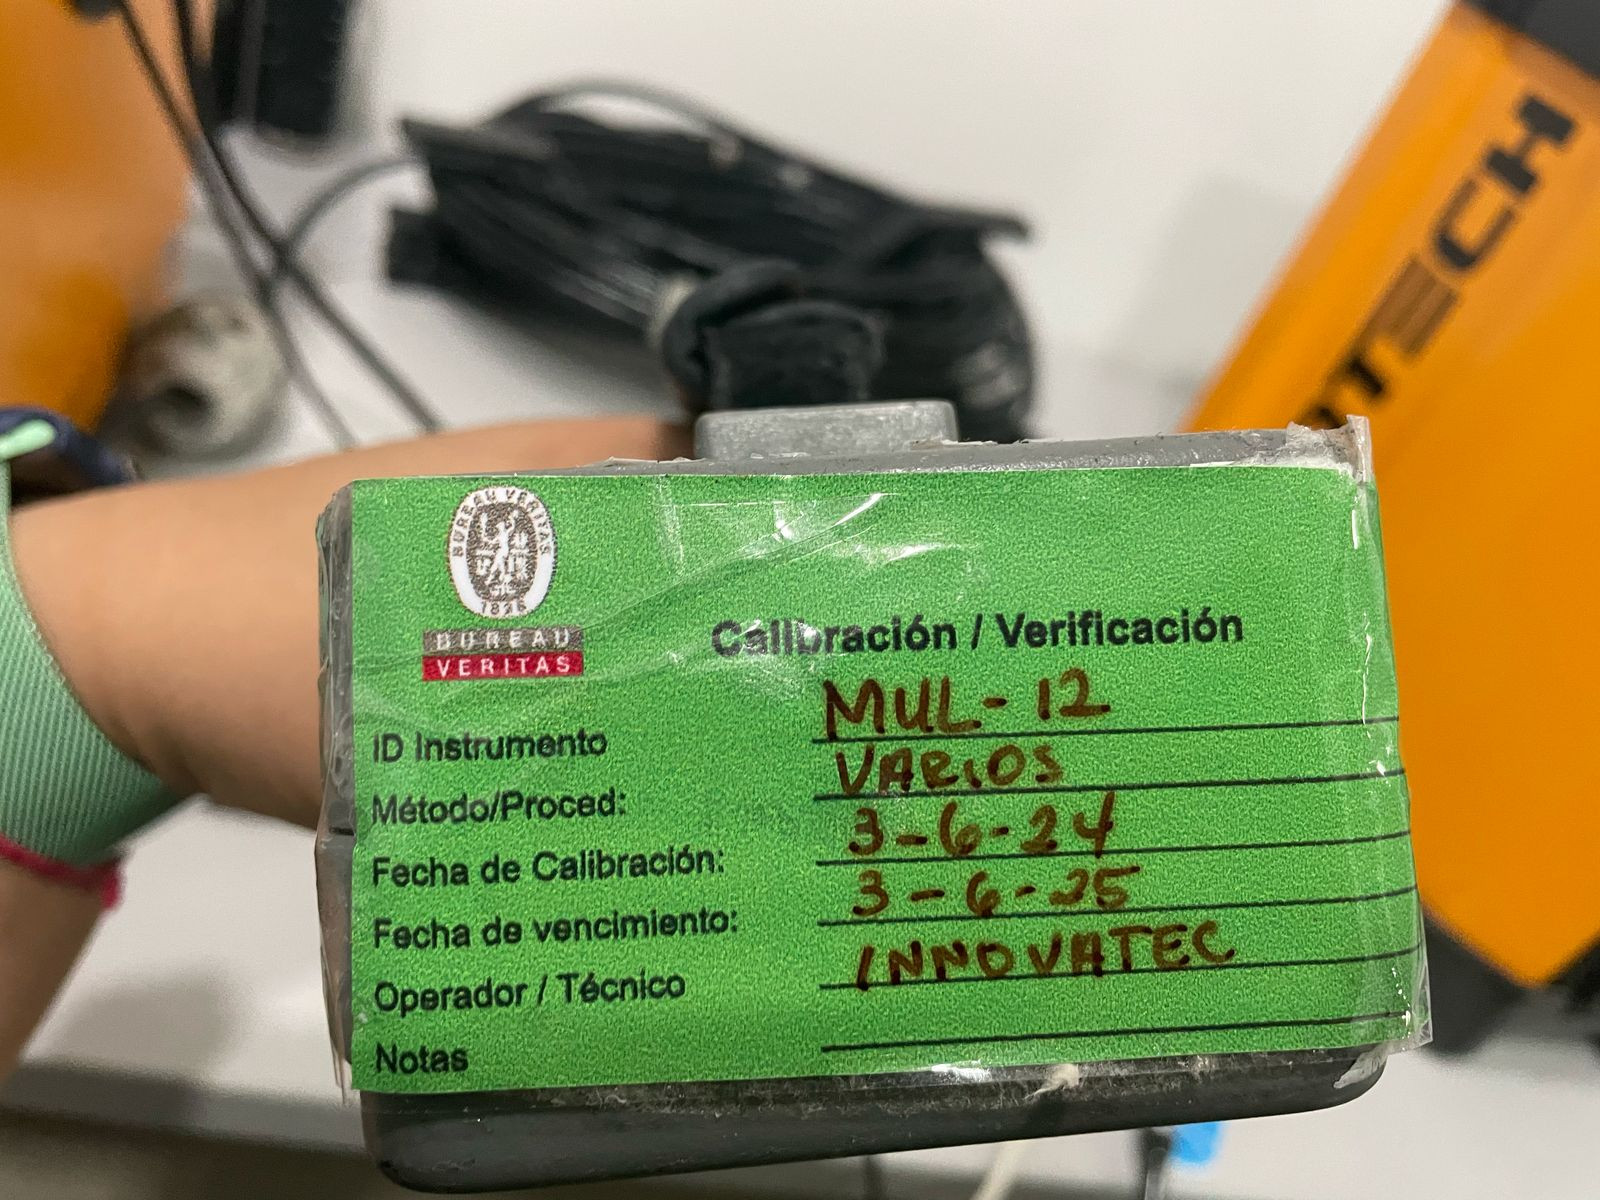 BUREAU VERITAS
1828
BUREAU
VERITAS
Calibración / Verificación
ID Instrumento MUL-12
Método/Proced: VARIOS
Fecha de Calibración: 3-6-24
Fecha de vencimiento: 3-6-25
Operador / Técnico INNOVATEC
Notas
TECH